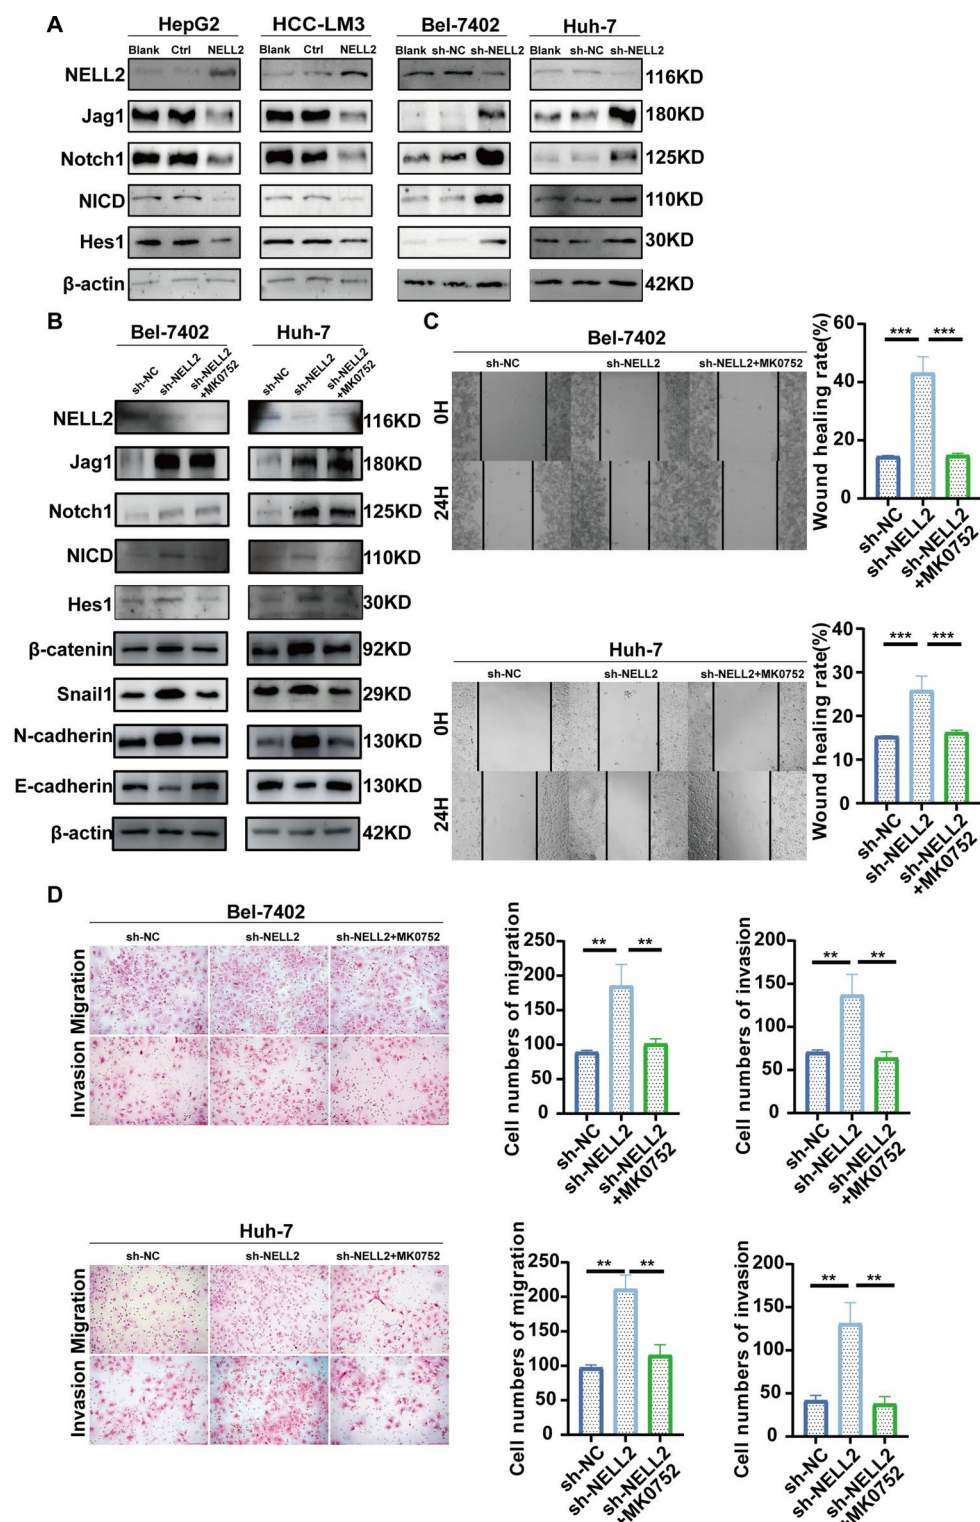 A
HepG2 HCC-LM3 Bel-7402 Huh-7
Blank Ctrl NELL2 Blank Ctrl NELL2 Blank sh-NC sh-NELL2 Blank sh-NC sh-NELL2
NELL2 116KD
Jag1 180KD
Notch1 125KD
NICD 110KD
Hes1 30KD
β-actin 42KD
B
Bel-7402 Huh-7
sh-NC sh-NELL2 sh-NELL2 +MK0752 sh-NC sh-NELL2 sh-NELL2 +MK0752
NELL2 116KD
Jag1 180KD
Notch1 125KD
NICD 110KD
Hes1 30KD
β-catenin 92KD
Snail1 29KD
N-cadherin 130KD
E-cadherin 130KD
β-actin 42KD
C
Bel-7402
sh-NC sh-NELL2 sh-NELL2+MK0752
0H
24H
Wound healing rate(%)
60
40
20
0
*** ***
sh-NC
sh-NELL2
sh-NELL2
+MK0752
Huh-7
sh-NC sh-NELL2 sh-NELL2+MK0752
0H
24H
Wound healing rate(%)
40
30
20
10
0
*** ***
sh-NC
sh-NELL2
sh-NELL2
+MK0752
D
Bel-7402
sh-NC sh-NELL2 sh-NELL2+MK0752
Migration
Invasion
Cell numbers of migration
250
200
150
100
50
0
** **
sh-NC
sh-NELL2
sh-NELL2
+MK0752
Cell numbers of invasion
200
150
100
50
0
** **
sh-NC
sh-NELL2
sh-NELL2
+MK0752
Huh-7
sh-NC sh-NELL2 sh-NELL2+MK0752
Migration
Invasion
Cell numbers of migration
250
200
150
100
50
0
** **
sh-NC
sh-NELL2
sh-NELL2
+MK0752
Cell numbers of invasion
200
150
100
50
0
** **
sh-NC
sh-NELL2
sh-NELL2
+MK0752